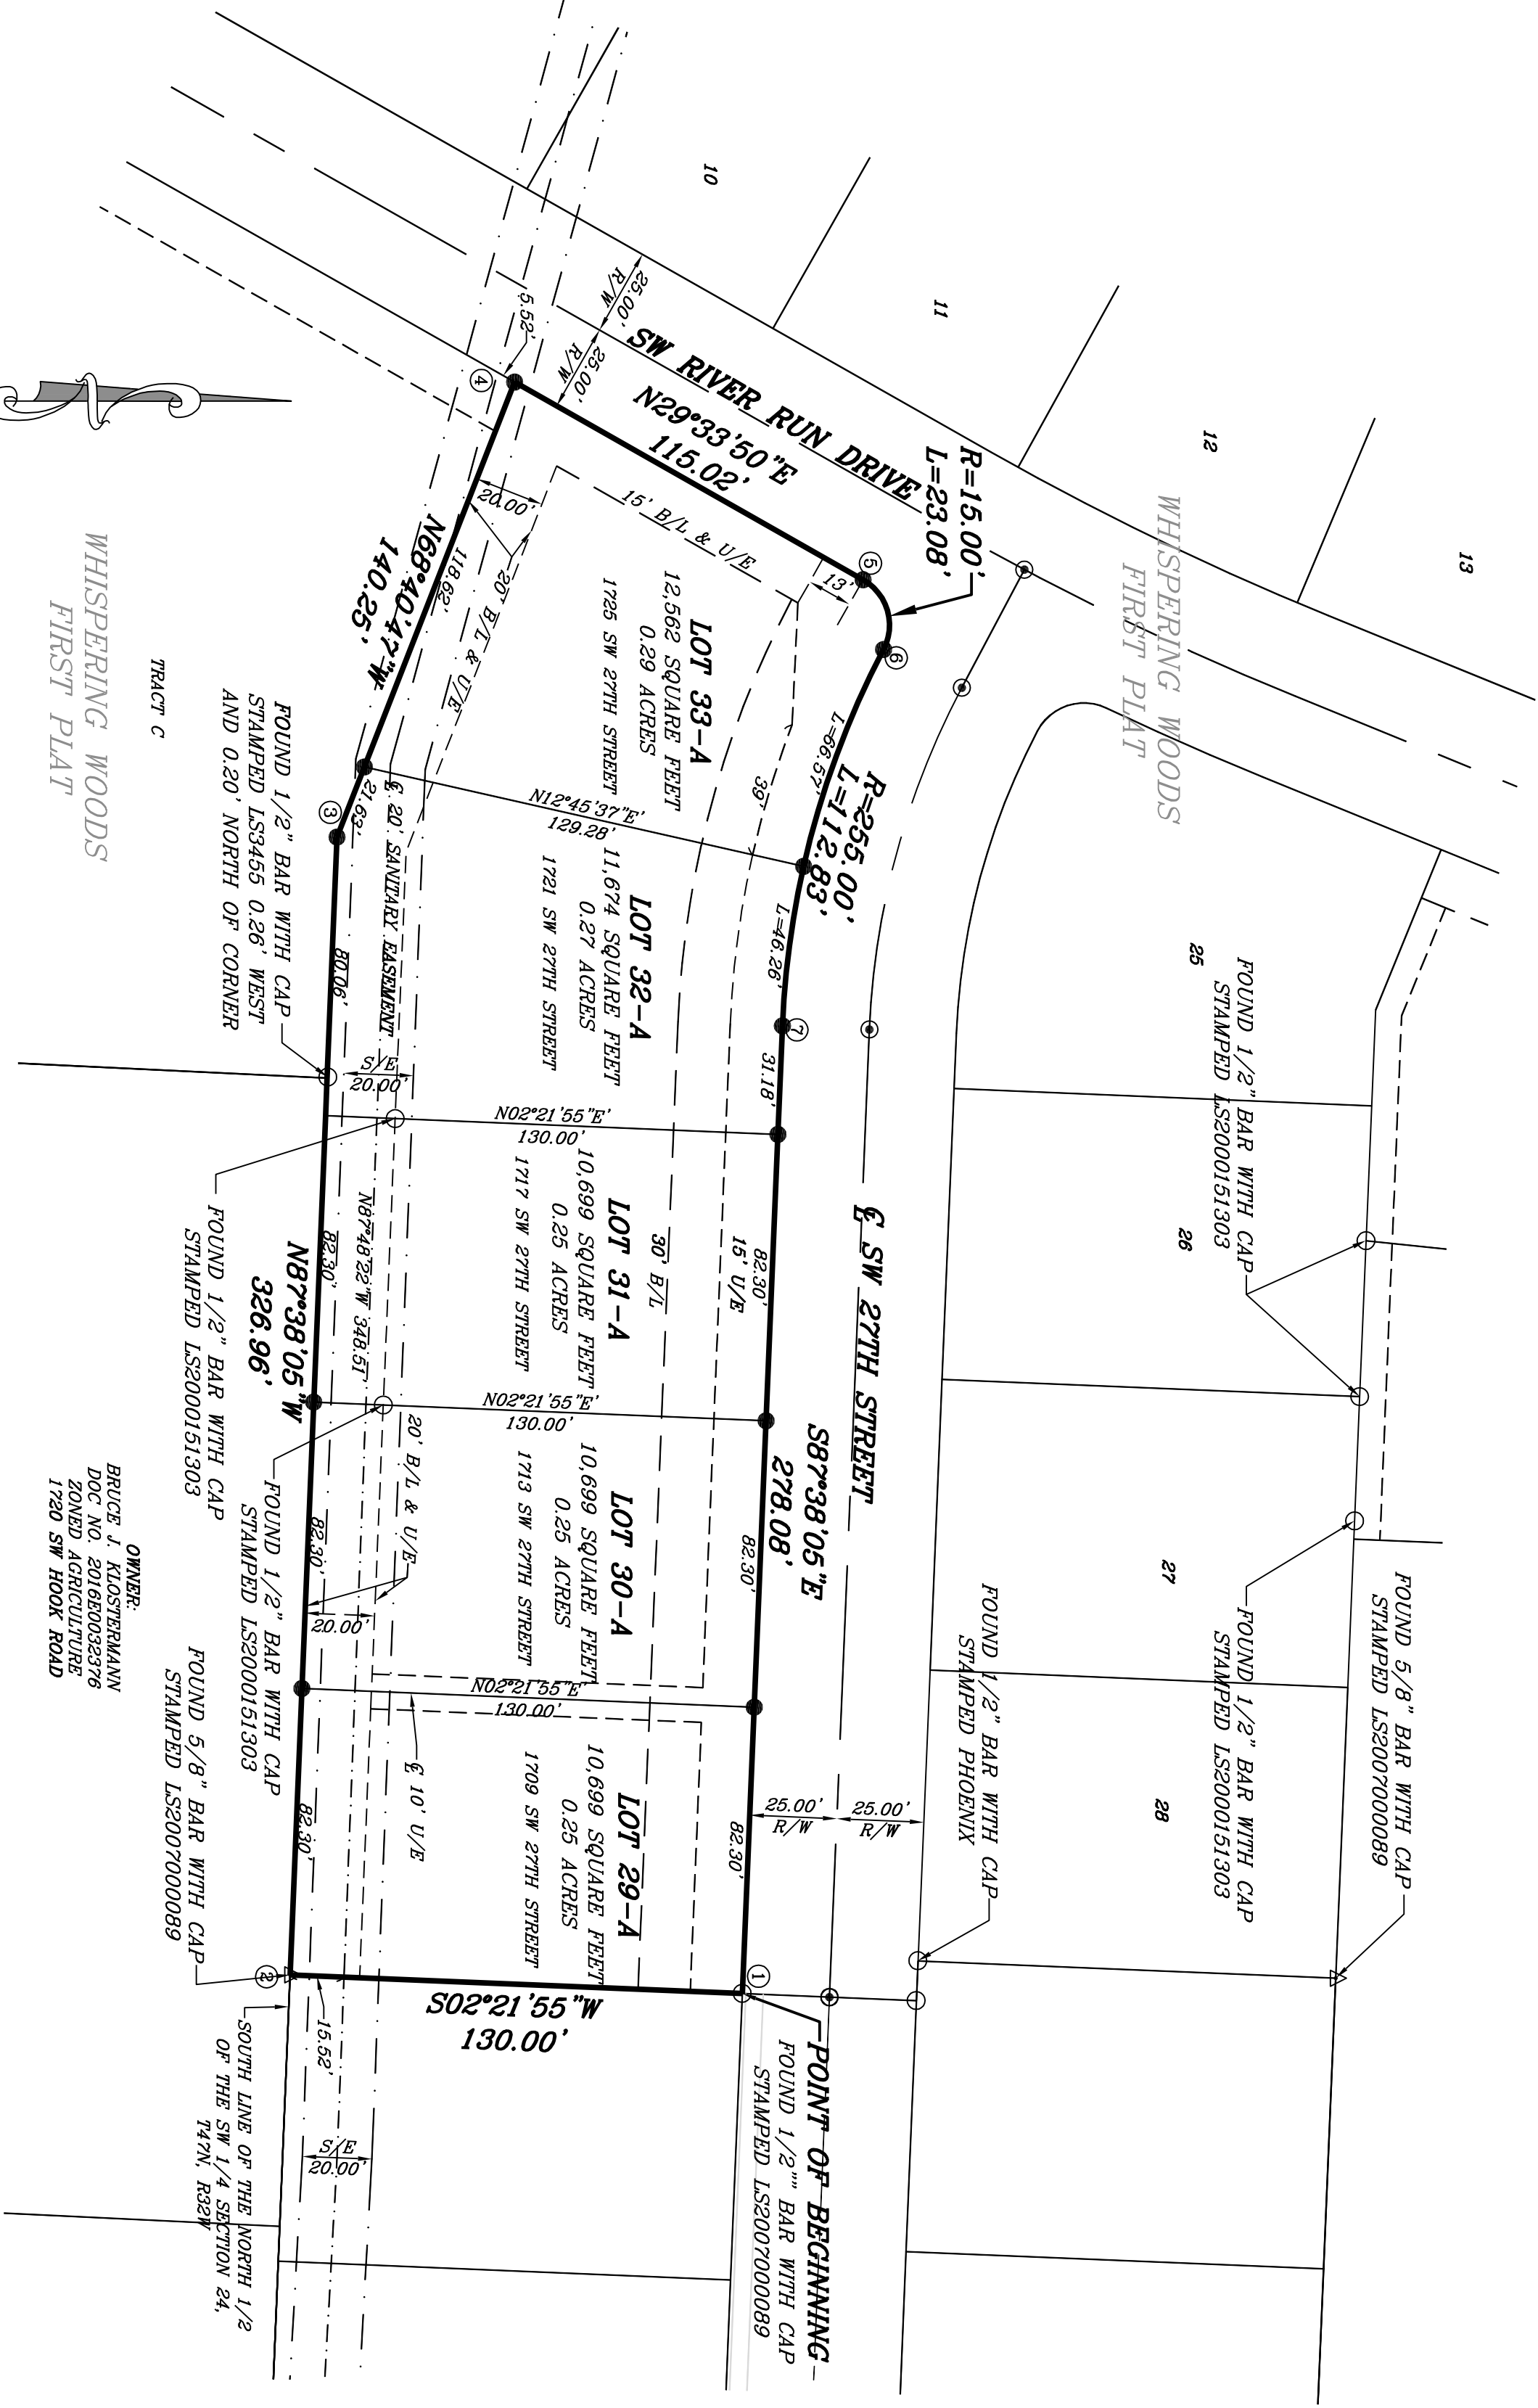 10
11
12
13
WHISPERING WOODS
FIRST PLAT
25.00'
R/W
25.00'
R/W
5.52'
SW RIVER RUN DRIVE
N29°33'50"E
115.02'
R=15.00'
L=23.08'
4
5
6
13'
15' B/L & U/E
20.00'
20' B/L & U/E
118.62'
N68°40'47"W
140.25'
21.63'
3
LOT 33-A
12,562 SQUARE FEET
0.29 ACRES
1725 SW 27TH STREET
L=66.57'
R=255.00'
L=112.83'
39'
N12°45'37"E
129.28'
L=46.26'
7
31.18'
LOT 32-A
11,674 SQUARE FEET
0.27 ACRES
1721 SW 27TH STREET
℄ 20' SANITARY EASEMENT
80.06'
S/E
20.00'
TRACT C
WHISPERING WOODS
FIRST PLAT
FOUND 1/2" BAR WITH CAP
STAMPED LS3455 0.26' WEST
AND 0.20' NORTH OF CORNER
N02°21'55"E
130.00'
25
26
27
28
FOUND 1/2" BAR WITH CAP
STAMPED LS2000151303
FOUND 1/2" BAR WITH CAP
STAMPED LS2000151303
FOUND 5/8" BAR WITH CAP
STAMPED LS2007000089
FOUND 1/2" BAR WITH CAP
STAMPED PHOENIX
℄ SW 27TH STREET
S87°38'05"E
278.08'
82.30'
15' U/E
30' B/L
LOT 31-A
10,699 SQUARE FEET
0.25 ACRES
1717 SW 27TH STREET
N87°48'22"W 348.51'
82.30'
N87°38'05"W
326.96'
FOUND 1/2" BAR WITH CAP
STAMPED LS2000151303
N02°21'55"E
130.00'
82.30'
LOT 30-A
10,699 SQUARE FEET
0.25 ACRES
1713 SW 27TH STREET
20' B/L & U/E
82.30'
20.00'
FOUND 1/2" BAR WITH CAP
STAMPED LS2000151303
N02°21'55"E
130.00'
℄ 10' U/E
25.00'
R/W
25.00'
R/W
82.30'
LOT 29-A
10,699 SQUARE FEET
0.25 ACRES
1709 SW 27TH STREET
82.30'
FOUND 5/8" BAR WITH CAP
STAMPED LS2007000089
OWNER:
BRUCE J. KLOSTERMANN
DOC NO. 2016E0032376
ZONED AGRICULTURE
1720 SW HOOK ROAD
1
2
S02°21'55"W
130.00'
15.52'
S/E
20.00'
POINT OF BEGINNING
FOUND 1/2"" BAR WITH CAP
STAMPED LS2007000089
SOUTH LINE OF THE NORTH 1/2
OF THE SW 1/4 SECTION 24,
T47N, R32W